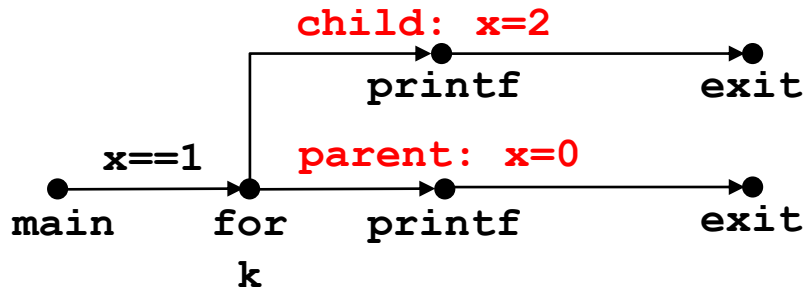 child: x=2
printf
exit
x==1
parent: x=0
main
for
k
printf
exit